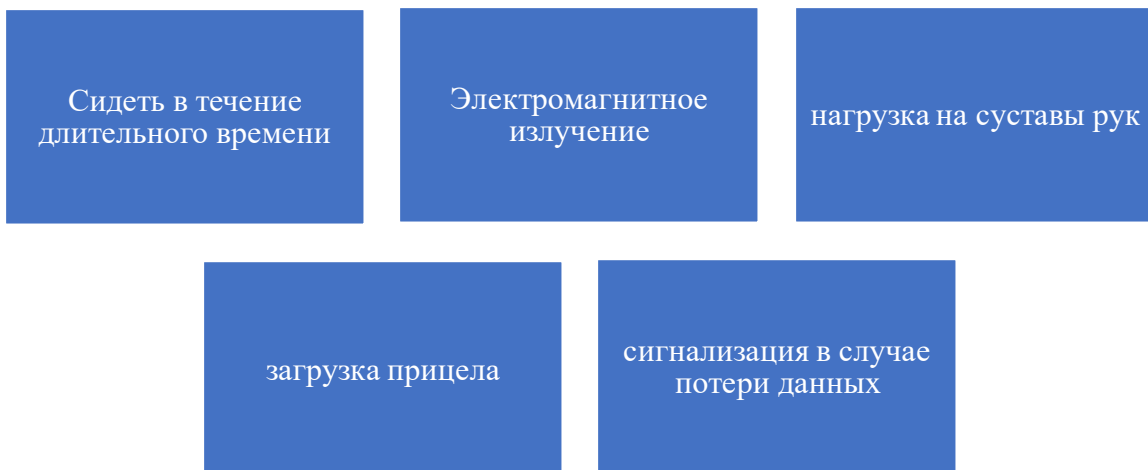 Сидеть в течение
длительного времени
Электромагнитное
излучение
нагрузка на суставы рук
загрузка прицела
сигнализация в случае
потери данных